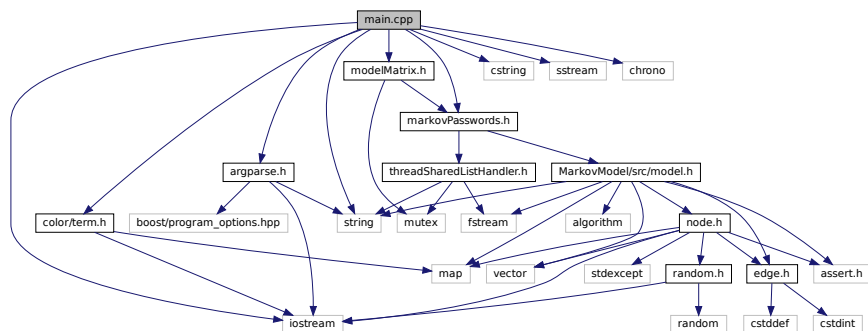 main.cpp
modelMatrix.h
cstring
sstream
chrono
markovPasswords.h
argparse.h
threadSharedListHandler.h
MarkovModel/src/model.h
color/term.h
boost/program_options.hpp
string
mutex
fstream
algorithm
node.h
map
vector
stdexcept
random.h
edge.h
assert.h
iostream
random
cstddef
cstdint